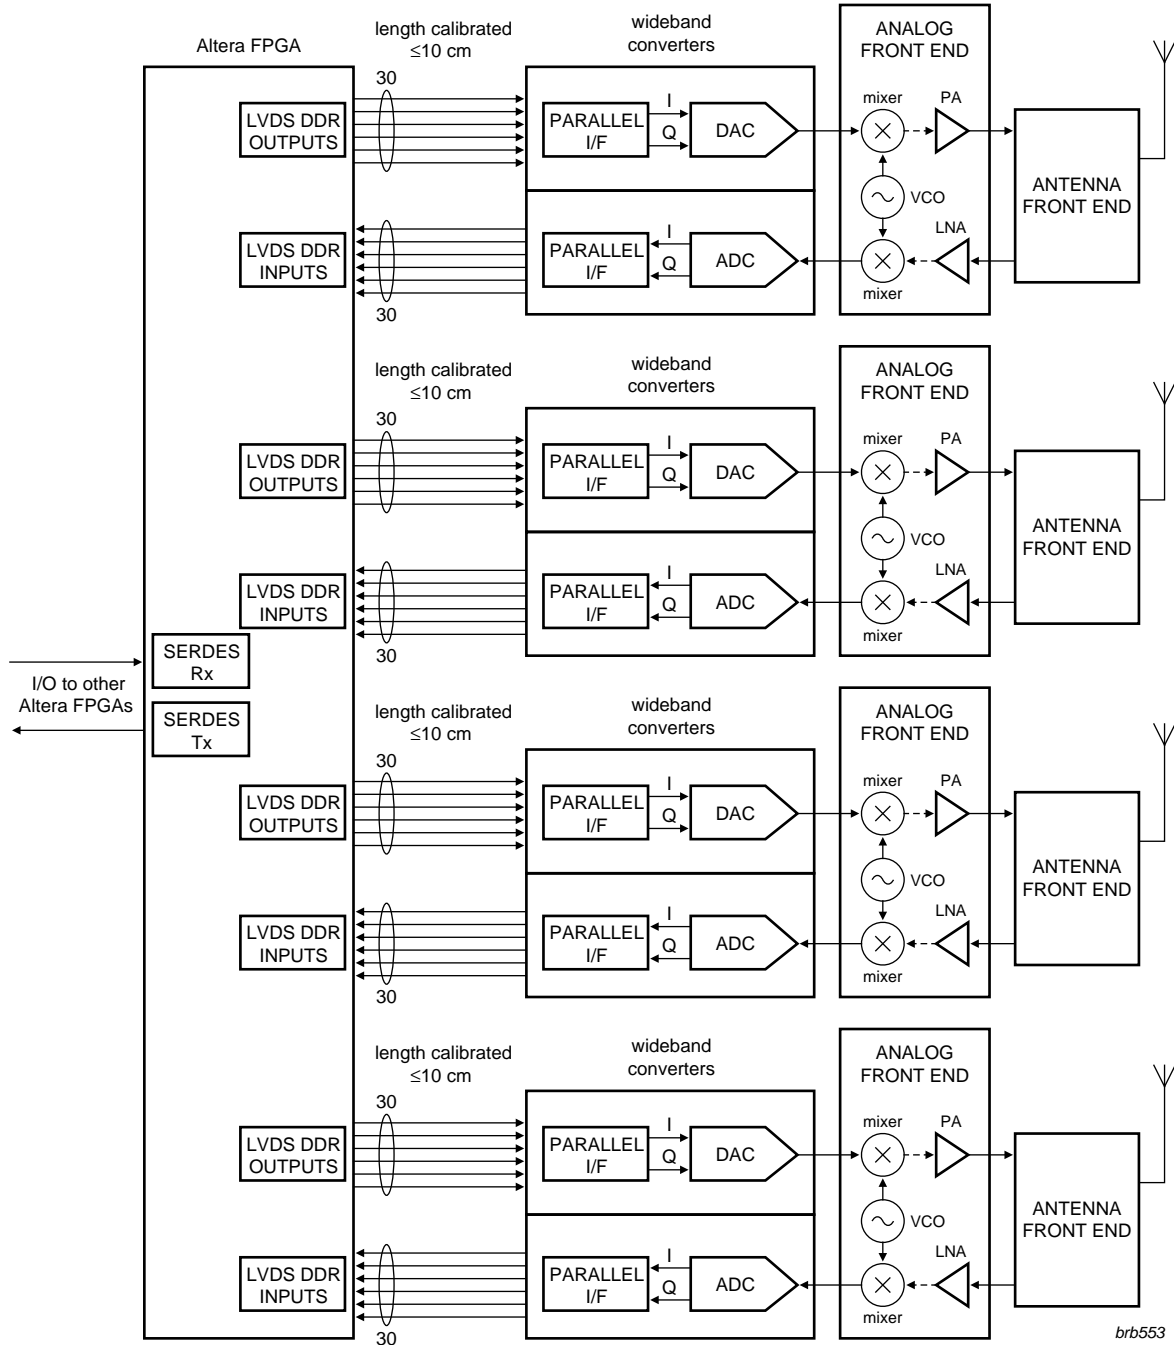 Altera FPGA
length calibrated
≤10 cm
wideband
converters
ANALOG
FRONT END
30
LVDS DDR
OUTPUTS
PARALLEL
I/F
I
Q
DAC
mixer
PA
VCO
ANTENNA
FRONT END
LVDS DDR
INPUTS
PARALLEL
I/F
I
Q
ADC
LNA
mixer
30
length calibrated
≤10 cm
wideband
converters
ANALOG
FRONT END
30
LVDS DDR
OUTPUTS
PARALLEL
I/F
I
Q
DAC
mixer
PA
VCO
ANTENNA
FRONT END
LVDS DDR
INPUTS
PARALLEL
I/F
I
Q
ADC
LNA
mixer
30
SERDES
Rx
I/O to other
Altera FPGAs
SERDES
Tx
length calibrated
≤10 cm
wideband
converters
ANALOG
FRONT END
30
LVDS DDR
OUTPUTS
PARALLEL
I/F
I
Q
DAC
mixer
PA
VCO
ANTENNA
FRONT END
LVDS DDR
INPUTS
PARALLEL
I/F
I
Q
ADC
LNA
mixer
30
length calibrated
≤10 cm
wideband
converters
ANALOG
FRONT END
30
LVDS DDR
OUTPUTS
PARALLEL
I/F
I
Q
DAC
mixer
PA
VCO
ANTENNA
FRONT END
LVDS DDR
INPUTS
PARALLEL
I/F
I
Q
ADC
LNA
mixer
30
brb553